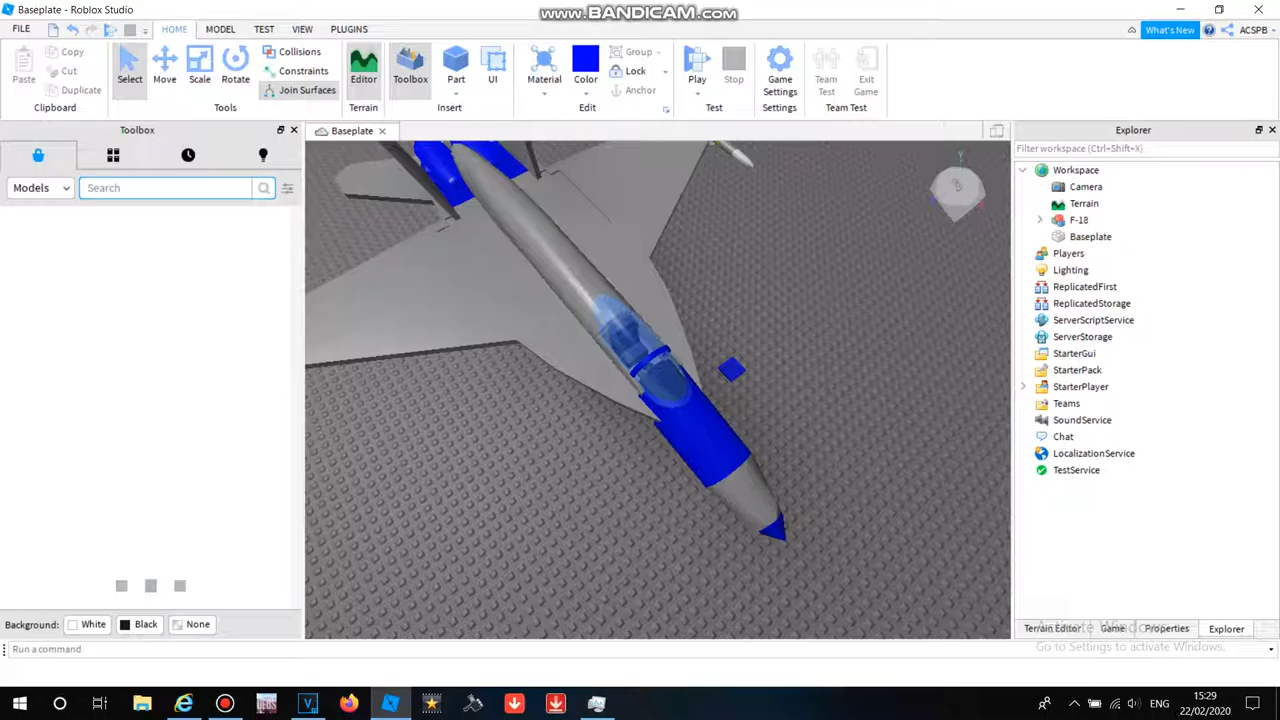 Baseplate - Roblox Studio
www.BANDICAM.com
FILE HOME MODEL TEST VIEW PLUGINS What's New ACSPB
Paste Copy Cut Duplicate Clipboard
Select Move Scale Rotate Collisions Constraints Join Surfaces Tools
Editor Terrain
Toolbox Part UI Insert
Material Color Group Lock Anchor Edit
Play Stop Test
Game Settings Settings
Team Test Exit Game Team Test
Toolbox
Models Search
Background: White Black None
Run a command
Baseplate
Explorer
Filter workspace (Ctrl+Shift+X)
Workspace
Camera
Terrain
F-18
Baseplate
Players
Lighting
ReplicatedFirst
ReplicatedStorage
ServerScriptService
ServerStorage
StarterGui
StarterPack
StarterPlayer
Teams
SoundService
Chat
LocalizationService
TestService
Activate Windows
Terrain Editor Game Properties Explorer
Go to Settings to activate Windows.
ENG
15:29
22/02/2020